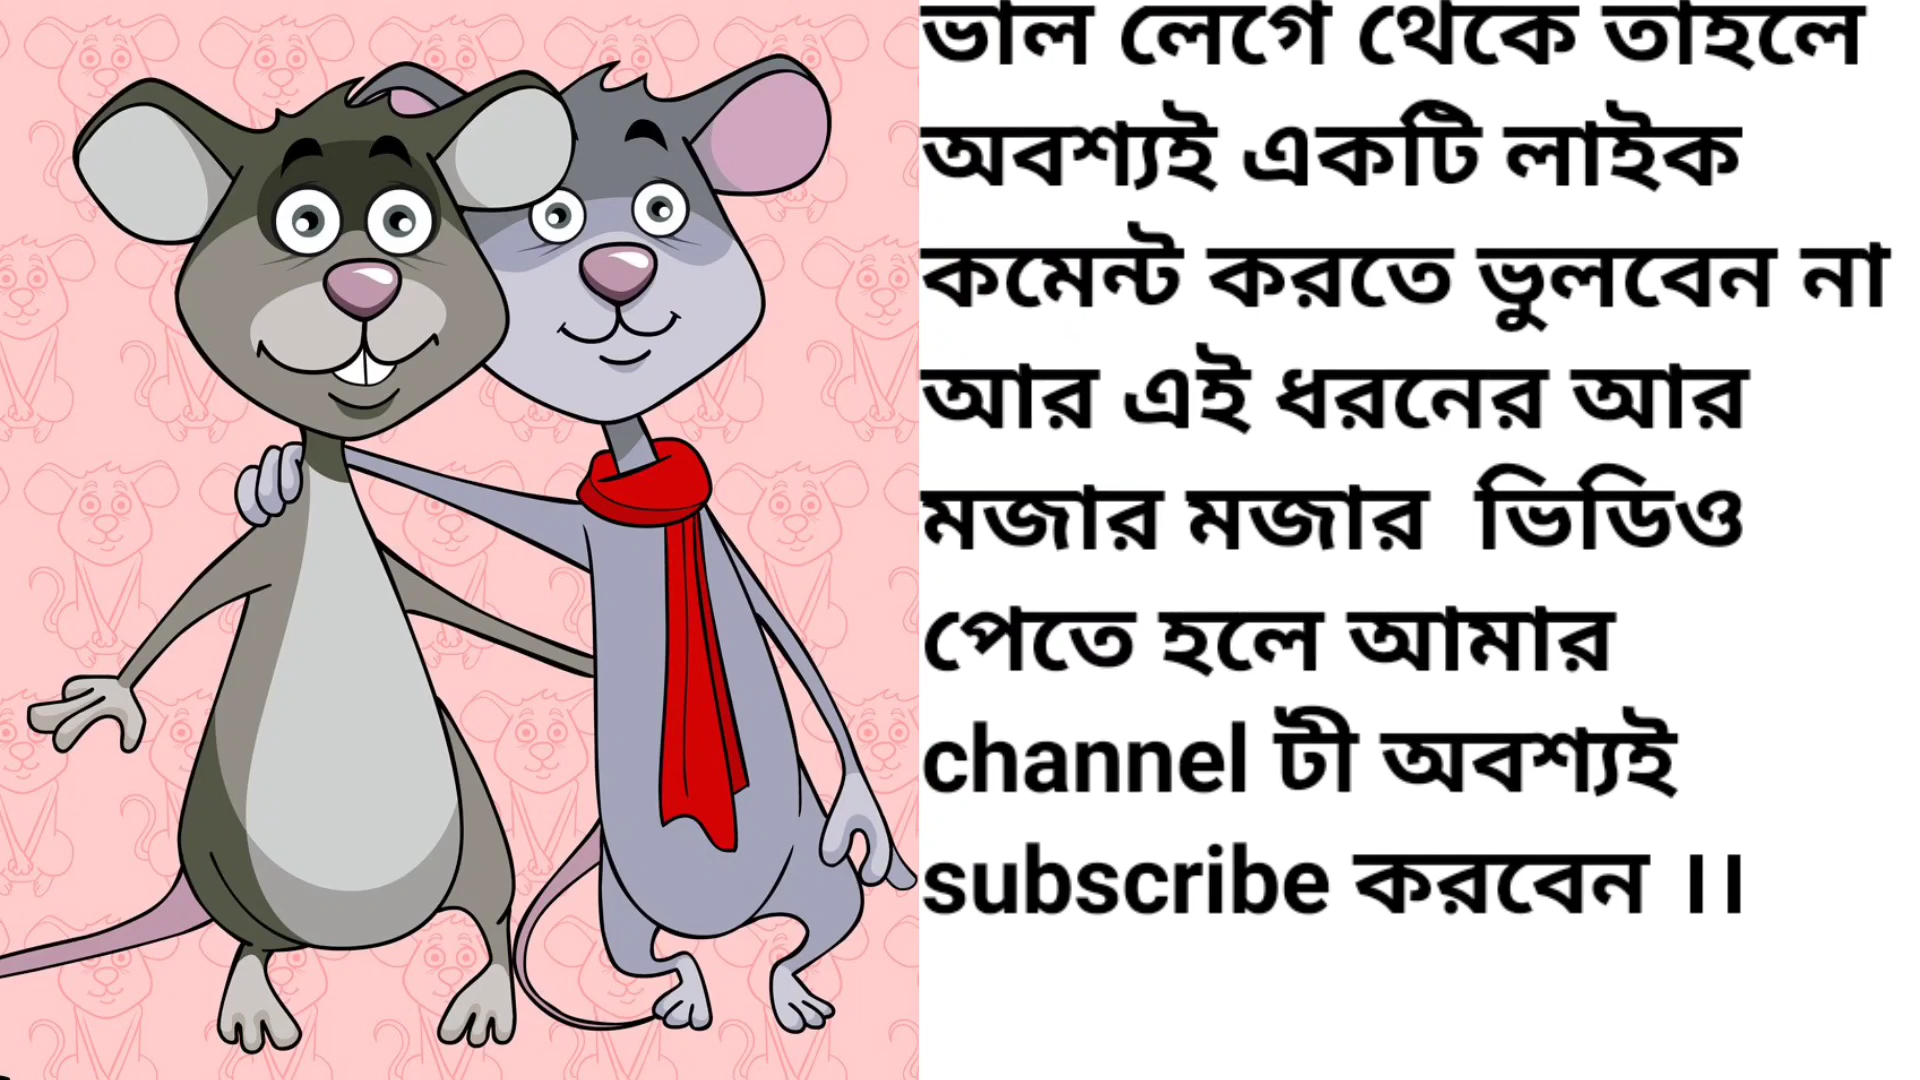 ভাল লেগে থেকে তাহলে
অবশ্যই একটি লাইক
কমেন্ট করতে ভুলবেন না
আর এই ধরনের আর
মজার মজার ভিডিও
পেতে হলে আমার
channel টী অবশ্যই
subscribe করবেন ।।